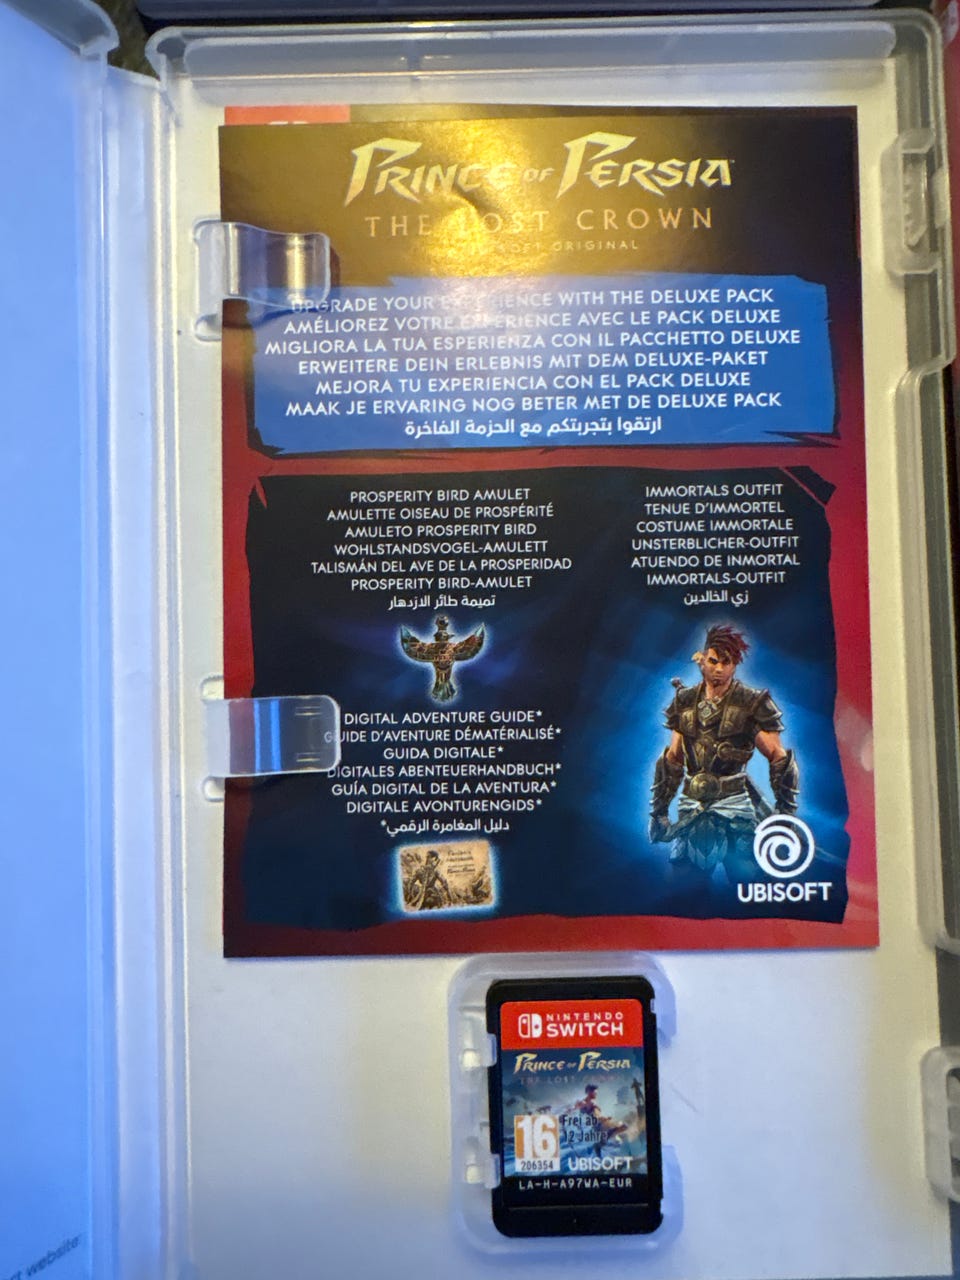 PRINCE OF PERSIA
THE LOST CROWN
ORIGINAL
UPGRADE YOUR EXPERIENCE WITH THE DELUXE PACK
AMÉLIOREZ VOTRE EXPERIENCE AVEC LE PACK DELUXE
MIGLIORA LA TUA ESPERIENZA CON IL PACCHETTO DELUXE
ERWEITERE DEIN ERLEBNIS MIT DEM DELUXE-PAKET
MEJORA TU EXPERIENCIA CON EL PACK DELUXE
MAAK JE ERVARING NOG BETER MET DE DELUXE PACK
ارتقوا بتجربتكم مع الحزمة الفاخرة
PROSPERITY BIRD AMULET
AMULETTE OISEAU DE PROSPÉRITÉ
AMULETO PROSPERITY BIRD
WOHLSTANDSVOGEL-AMULETT
TALISMÁN DEL AVE DE LA PROSPERIDAD
PROSPERITY BIRD-AMULET
تميمة طائر الازدهار
IMMORTALS OUTFIT
TENUE D'IMMORTEL
COSTUME IMMORTALE
UNSTERBLICHER-OUTFIT
ATUENDO DE INMORTAL
IMMORTALS-OUTFIT
زي الخالدين
DIGITAL ADVENTURE GUIDE*
GUIDE D'AVENTURE DÉMATÉRIALISÉ*
GUIDA DIGITALE*
DIGITALES ABENTEUERHANDBUCH*
GUÍA DIGITAL DE LA AVENTURA*
DIGITALE AVONTURENGIDS*
دليل المغامرة الرقمي*
UBISOFT
NINTENDO
SWITCH
PRINCE OF PERSIA
THE LOST CROWN
16
Frei ab
12 Jahre
206354
UBISOFT
LA-H-A97WA-EUR
website